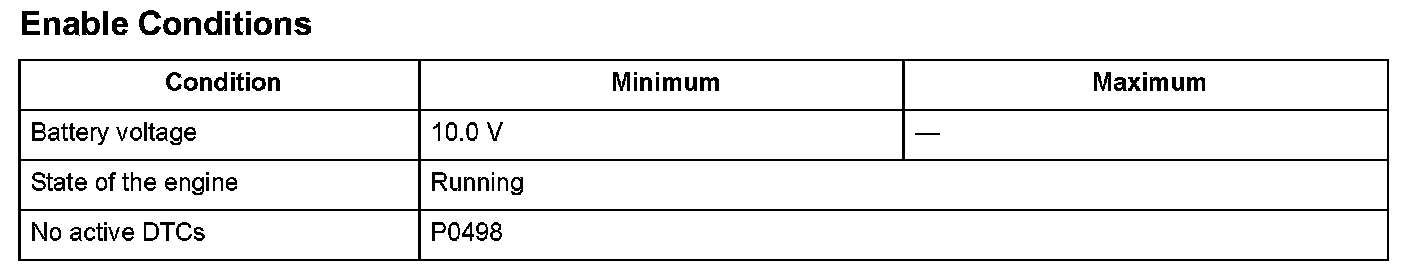 Enable Conditions
Condition Minimum Maximum
Battery voltage 10.0 V —
State of the engine Running
No active DTCs P0498